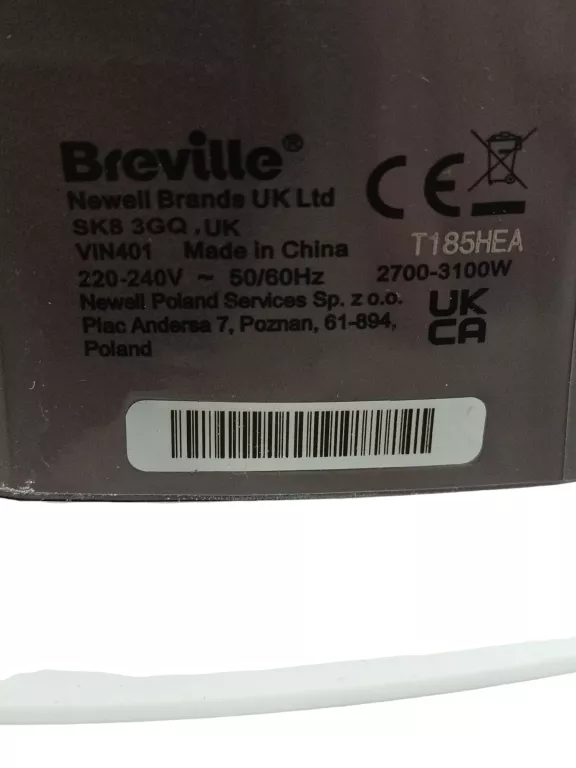 Breville®
Newell Brands UK Ltd
SK8 3GQ , UK
VIN401 Made in China
220-240V ~ 50/60Hz 2700-3100W
Newell Poland Services Sp. z o.o.
Plac Andersa 7, Poznan, 61-894,
Poland
CE
T185HEA
UK
CA